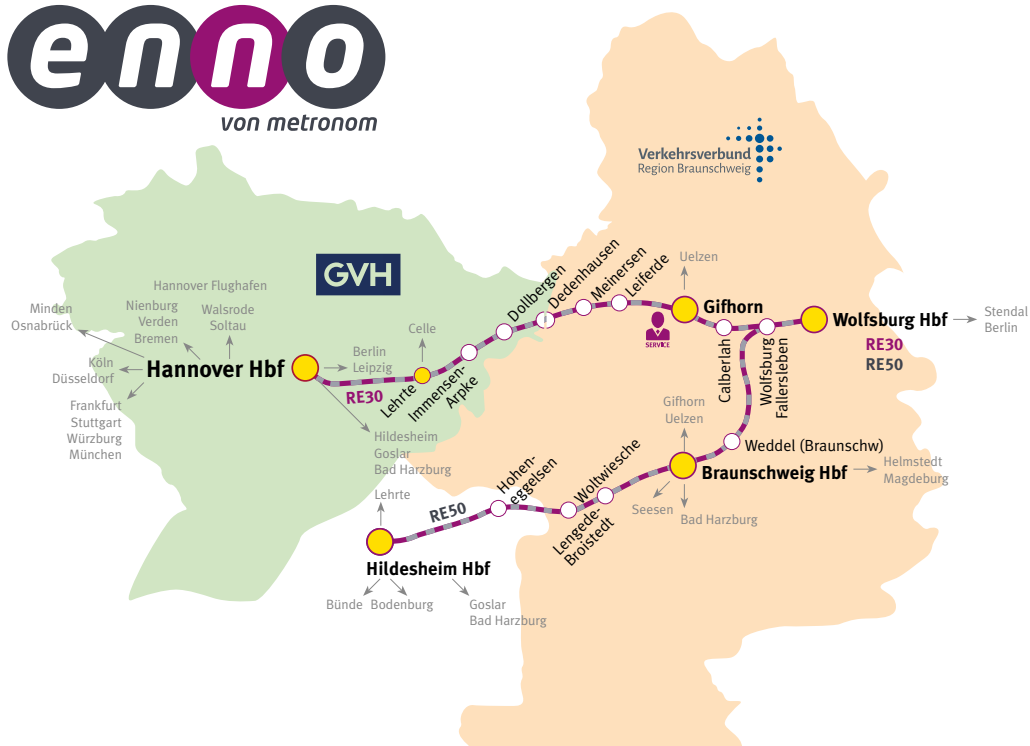 enno
von metronom
Verkehrsverbund
Region Braunschweig
GVH
Hannover Flughafen
Minden
Osnabrück
Nienburg
Verden
Bremen
Walsrode
Soltau
Köln
Düsseldorf
Hannover Hbf
Frankfurt
Stuttgart
Würzburg
München
Berlin
Leipzig
Celle
RE30
Lehrte
Immensen-
Arpke
Dollbergen
Dedenhausen
Meinersen
Leiferde
Uelzen
Gifhorn
SERVICE
Calberlah
Wolfsburg
Fallersleben
Wolfsburg Hbf
RE30
RE50
Stendal
Berlin
Hildesheim
Goslar
Bad Harzburg
Gifhorn
Uelzen
Weddel (Braunschw)
Braunschweig Hbf
Helmstedt
Magdeburg
Seesen
Bad Harzburg
Woltwiesche
Lengede-
Broistedt
Hohen-
eggelsen
RE50
Lehrte
Hildesheim Hbf
Bünde
Bodenburg
Goslar
Bad Harzburg